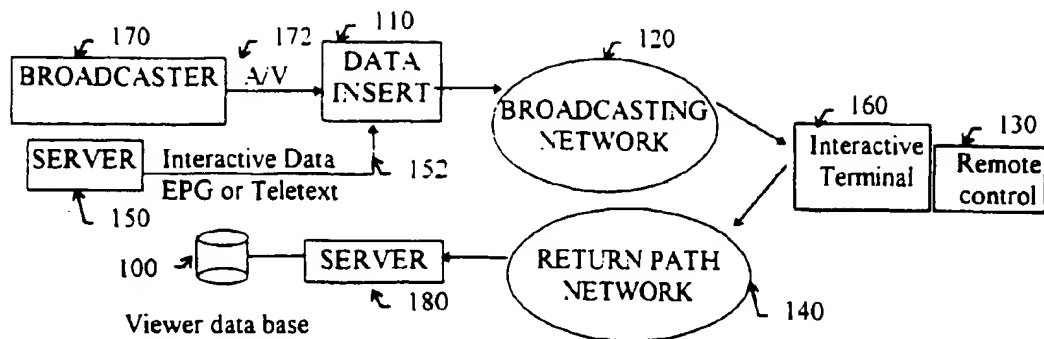 170
172
110
120
BROADCASTER
A/V
DATA
INSERT
BROADCASTING
NETWORK
160
130
Interactive
Terminal
Remote
control
SERVER
Interactive Data
EPG or Teletext
152
150
100
SERVER
180
RETURN PATH
NETWORK
140
Viewer data base